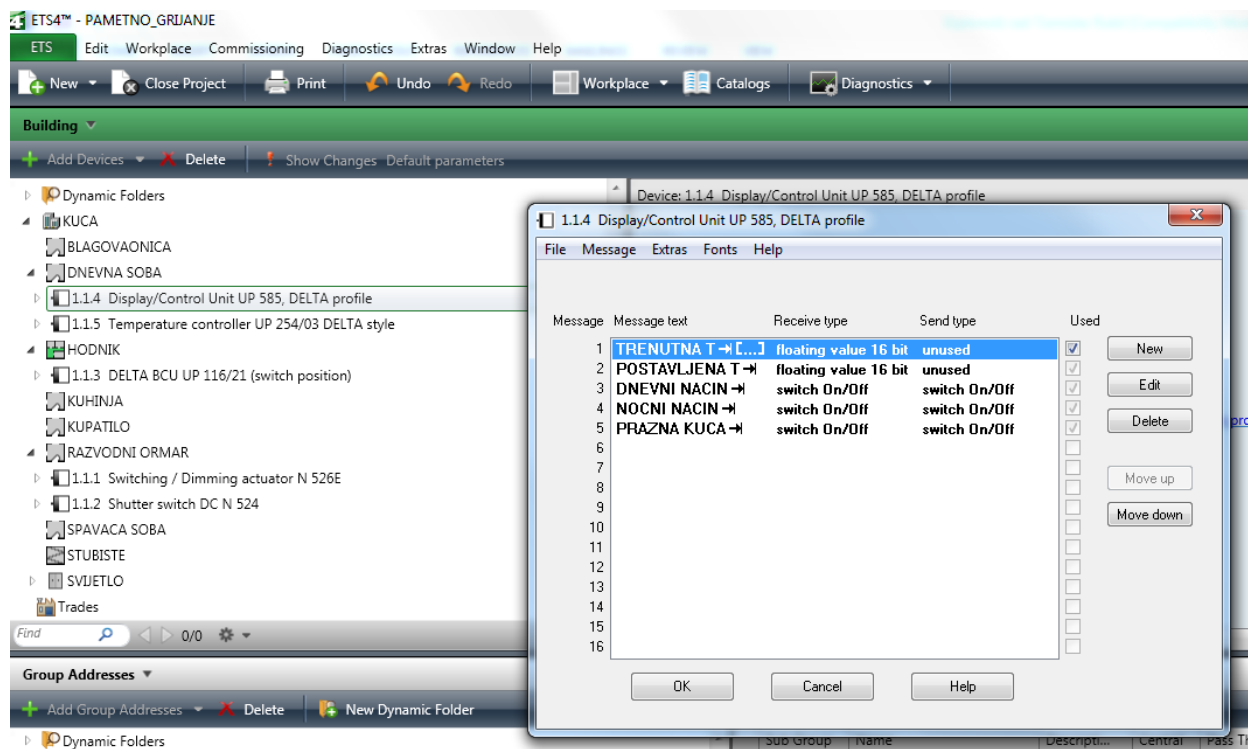 ETS4™ - PAMETNO_GRIJANJE
ETS Edit Workplace Commissioning Diagnostics Extras Window Help
New Close Project Print Undo Redo Workplace Catalogs Diagnostics
Building
Add Devices Delete Show Changes Default parameters
Dynamic Folders
KUCA
BLAGOVAONICA
DNEVNA SOBA
1.1.4 Display/Control Unit UP 585, DELTA profile
1.1.5 Temperature controller UP 254/03 DELTA style
HODNIK
1.1.3 DELTA BCU UP 116/21 (switch position)
KUHINJA
KUPATILO
RAZVODNI ORMAR
1.1.1 Switching / Dimming actuator N 526E
1.1.2 Shutter switch DC N 524
SPAVACA SOBA
STUBISTE
SVIJETLO
Trades
Find 0/0
Group Addresses
Add Group Addresses Delete New Dynamic Folder
Dynamic Folders
Device: 1.1.4 Display/Control Unit UP 585, DELTA profile
1.1.4 Display/Control Unit UP 585, DELTA profile
File Message Extras Fonts Help
Message Message text Receive type Send type Used
1 TRENUTNA T [...] floating value 16 bit unused
2 POSTAVLJENA T floating value 16 bit unused
3 DNEVNI NACIN switch On/Off switch On/Off
4 NOCNI NACIN switch On/Off switch On/Off
5 PRAZNA KUCA switch On/Off switch On/Off
6
7
8
9
10
11
12
13
14
15
16
New
Edit
Delete
Move up
Move down
OK Cancel Help
Sub Group Name Descripti... Central Pass Th